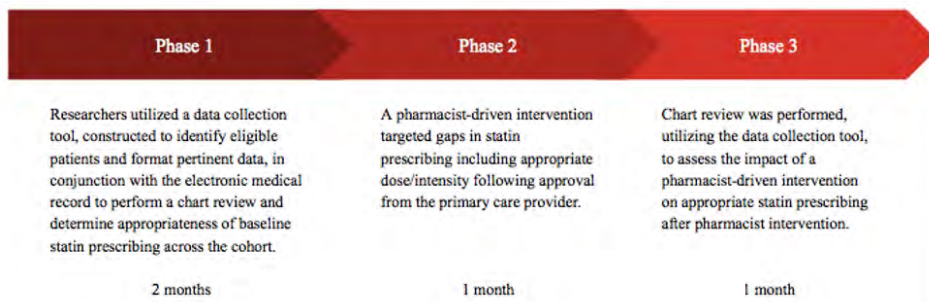 Phase 1
Phase 2
Phase 3
Researchers utilized a data collection
tool, constructed to identify eligible
patients and format pertinent data, in
conjunction with the electronic medical
record to perform a chart review and
determine appropriateness of baseline
statin prescribing across the cohort.
2 months
A pharmacist-driven intervention
targeted gaps in statin
prescribing including appropriate
dose/intensity following approval
from the primary care provider.
1 month
Chart review was performed,
utilizing the data collection tool,
to assess the impact of a
pharmacist-driven intervention
on appropriate statin prescribing
after pharmacist intervention.
1 month